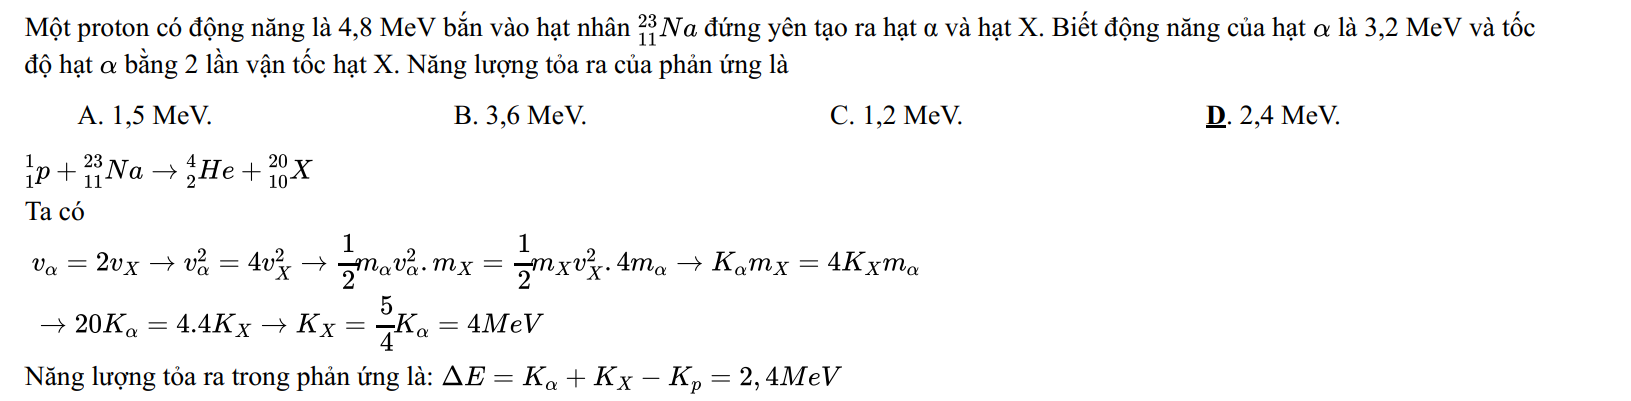 Một proton có động năng là 4,8 MeV bắn vào hạt nhân $^{23}_{11}Na$ đứng yên tạo ra hạt α và hạt X. Biết động năng của hạt α là 3,2 MeV và tốc
độ hạt α bằng 2 lần vận tốc hạt X. Năng lượng tỏa ra của phản ứng là
A. 1,5 MeV. B. 3,6 MeV. C. 1,2 MeV. D. 2,4 MeV.
$^{1}_{1}p + ^{23}_{11}Na \rightarrow ^{4}_{2}He + ^{20}_{10}X$
Ta có
$v_\alpha = 2v_X \rightarrow v_\alpha^2 = 4v_X^2 \rightarrow \frac{1}{2}m_\alpha v_\alpha^2 . m_X = \frac{1}{2}m_X v_X^2 . 4m_\alpha \rightarrow K_\alpha m_X = 4K_X m_\alpha$
$\rightarrow 20K_\alpha = 4.4K_X \rightarrow K_X = \frac{5}{4}K_\alpha = 4MeV$
Năng lượng tỏa ra trong phản ứng là: $\Delta E = K_\alpha + K_X - K_p = 2,4MeV$